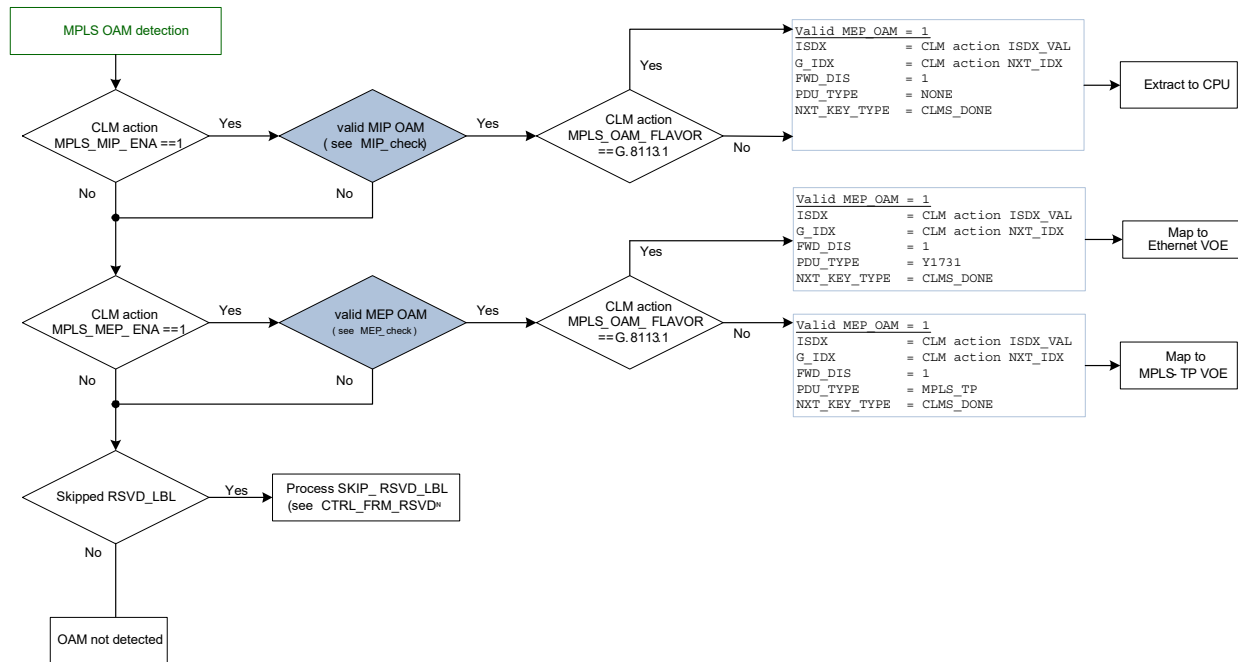 MPLS OAM detection
CLM action
MPLS_MIP_ ENA ==1
Yes
No
valid MIP OAM
( see MIP_check)
Yes
No
CLM action
MPLS_OAM_ FLAVOR
==G.8113.1
Yes
No
Valid MEP_OAM = 1
ISDX = CLM action ISDX_VAL
G_IDX = CLM action NXT_IDX
FWD_DIS = 1
PDU_TYPE = NONE
NXT_KEY_TYPE = CLMS_DONE
Extract to CPU
CLM action
MPLS_MEP_ENA ==1
Yes
No
valid MEP OAM
( see MEP_check )
Yes
No
CLM action
MPLS_OAM_ FLAVOR
==G.8113.1
Yes
No
Valid MEP_OAM = 1
ISDX = CLM action ISDX_VAL
G_IDX = CLM action NXT_IDX
FWD_DIS = 1
PDU_TYPE = Y1731
NXT_KEY_TYPE = CLMS_DONE
Map to
Ethernet VOE
Valid MEP_OAM = 1
ISDX = CLM action ISDX_VAL
G_IDX = CLM action NXT_IDX
FWD_DIS = 1
PDU_TYPE = MPLS_TP
NXT_KEY_TYPE = CLMS_DONE
Map to
MPLS- TP VOE
Skipped RSVD_LBL
Yes
No
Process SKIP_ RSVD_LBL
(see CTRL_FRM_RSVDᴺ
OAM not detected